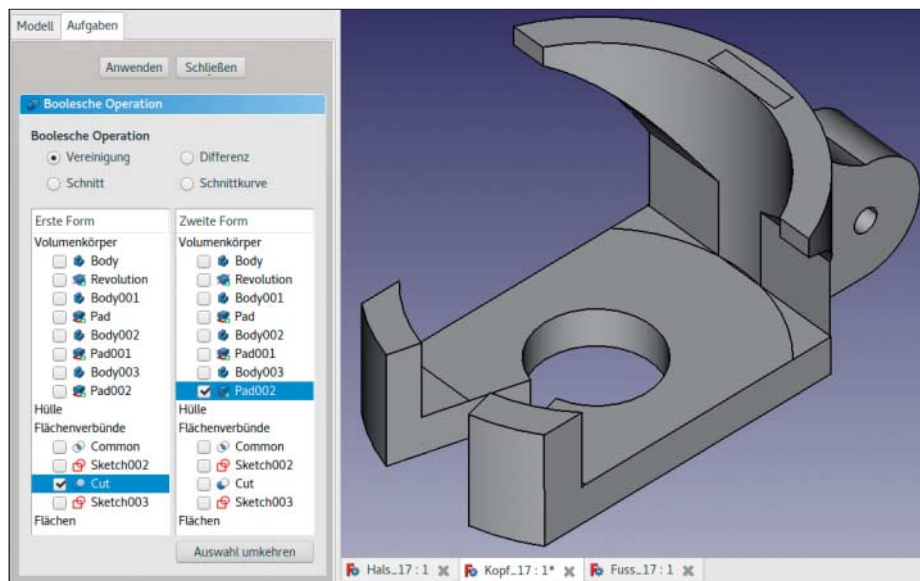 Modell Aufgaben
Anwenden Schließen
Boolesche Operation
Boolesche Operation
Vereinigung Differenz
Schnitt Schnittkurve
Erste Form Zweite Form
Volumenkörper Volumenkörper
Body Body
Revolution Revolution
Body001 Body001
Pad Pad
Body002 Body002
Pad001 Pad001
Body003 Body003
Pad002 Pad002
Hülle Hülle
Flächenverbünde Flächenverbünde
Common Common
Sketch002 Sketch002
Cut Cut
Sketch003 Sketch003
Flächen Flächen
Auswahl umkehren
Hals_17 : 1 Kopf_17 : 1* Fuss_17 : 1